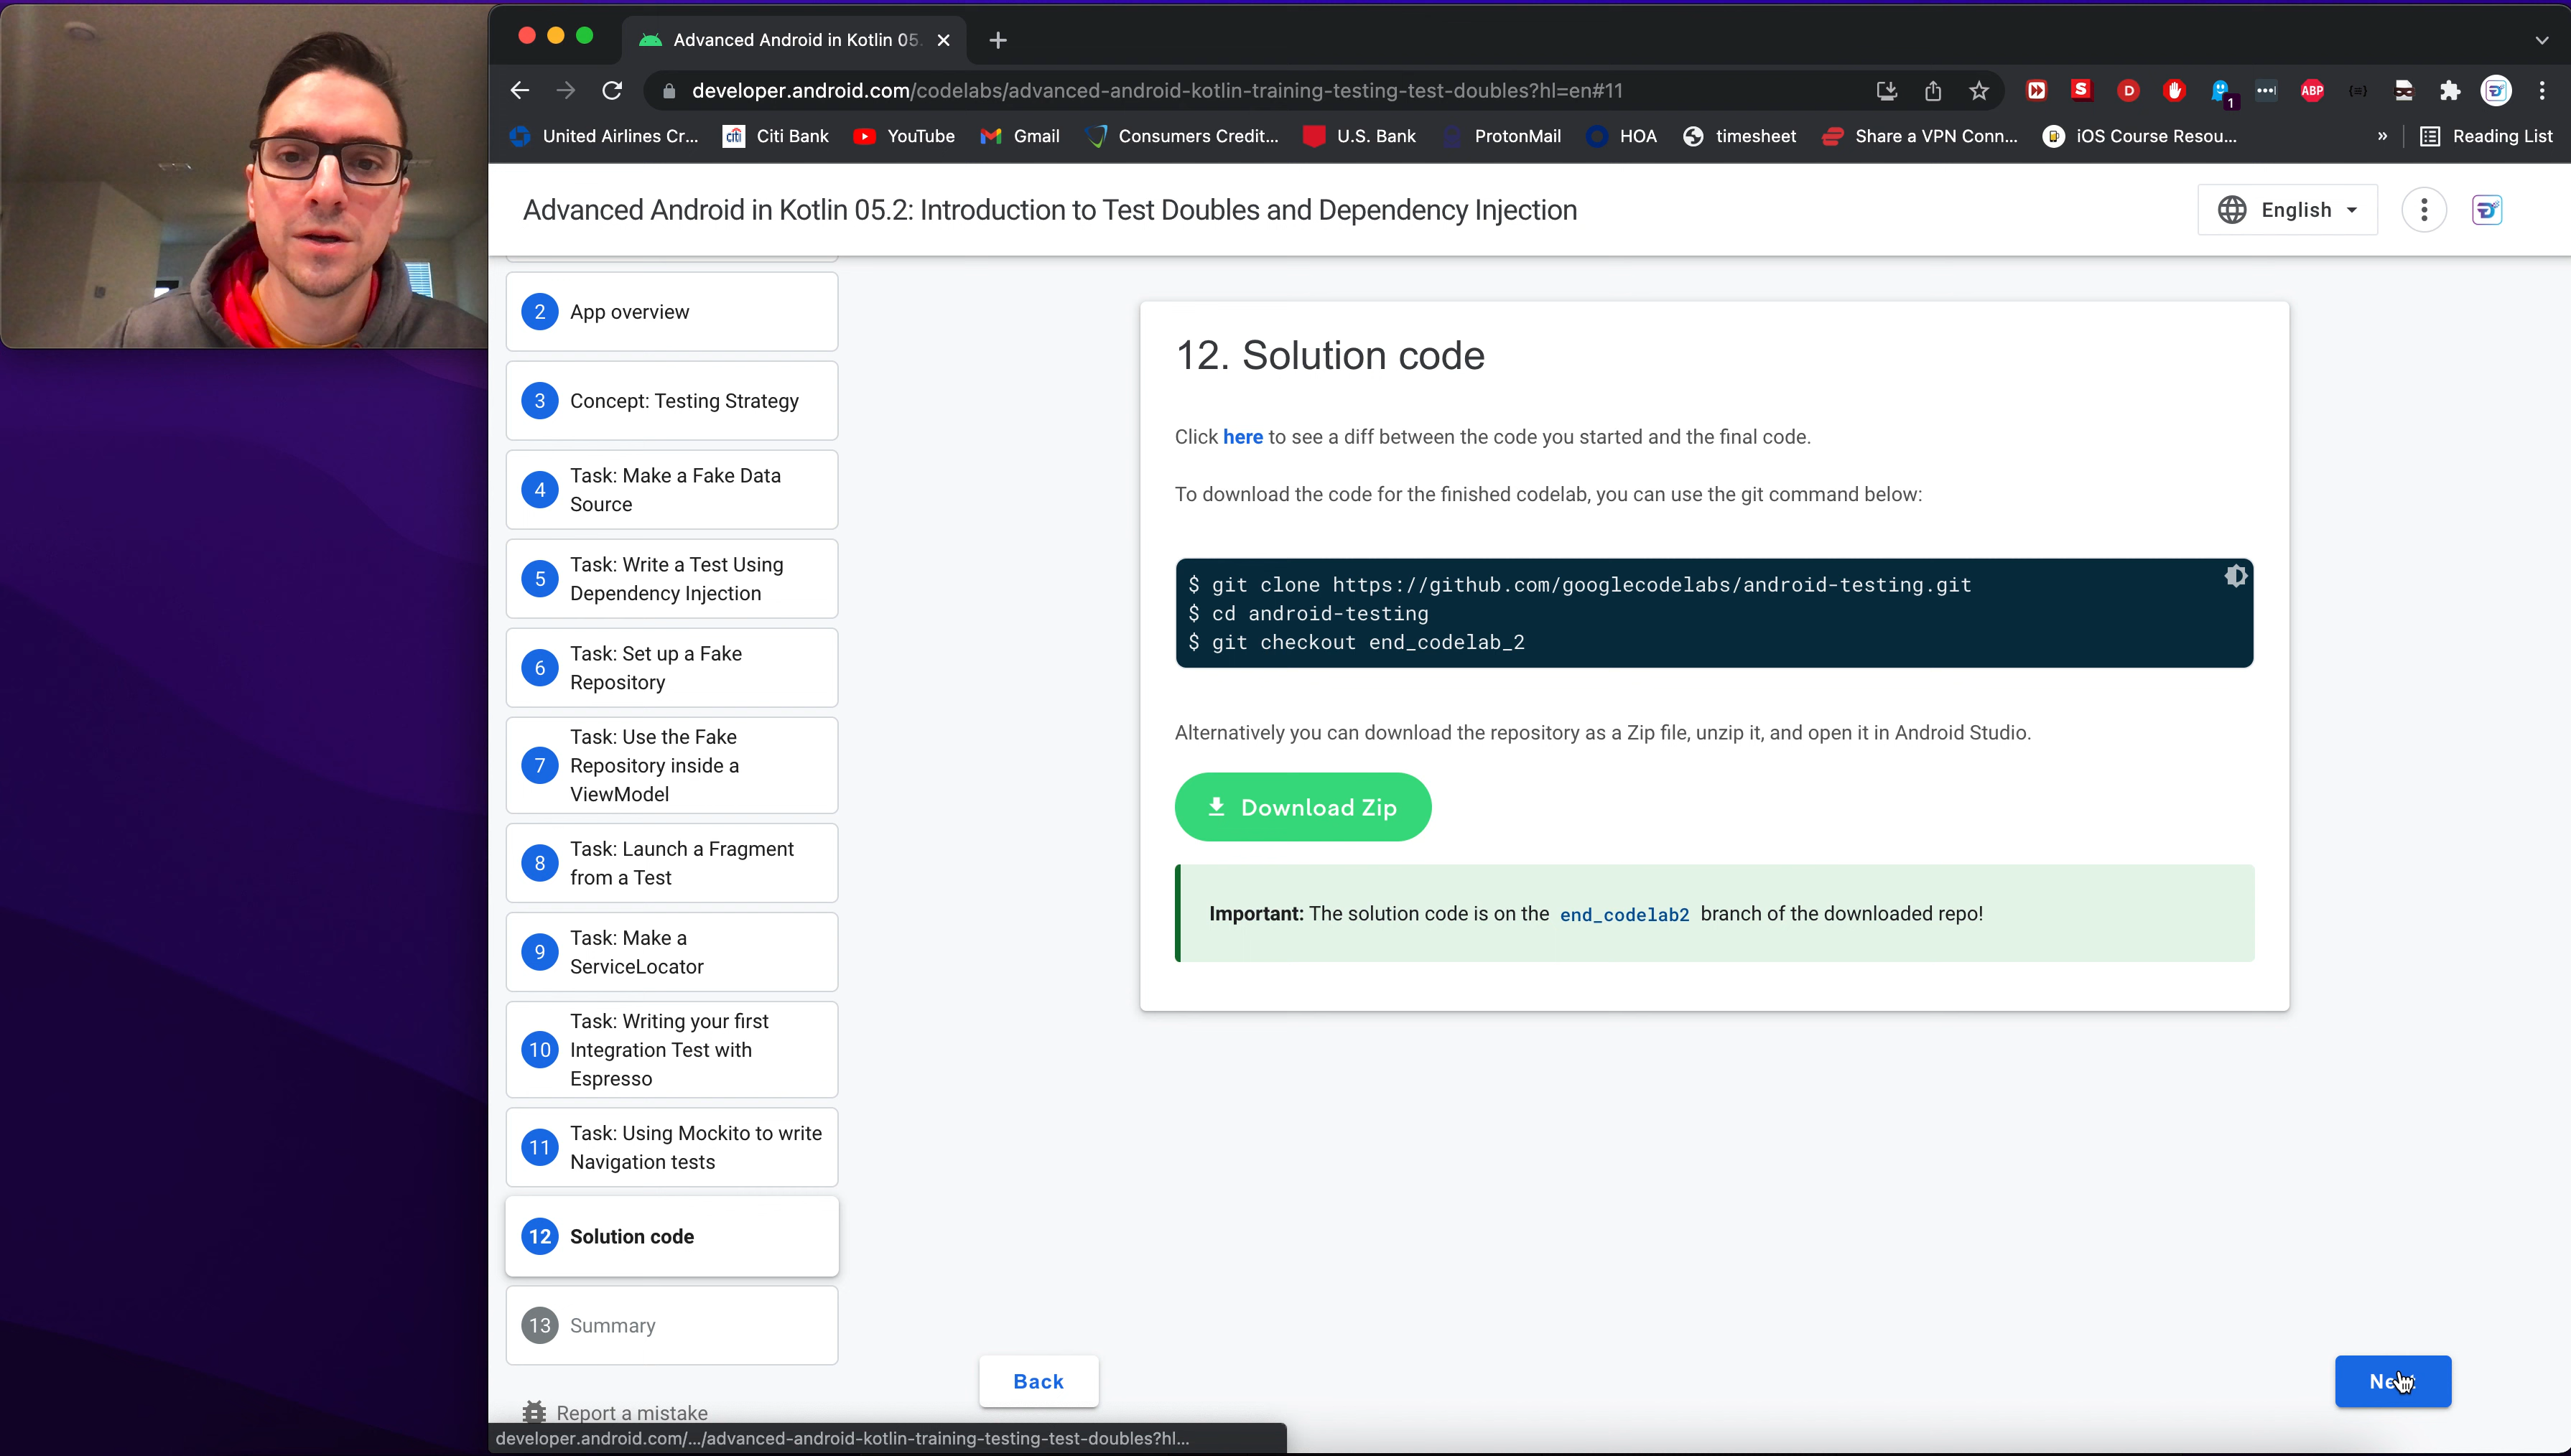 Advanced Android in Kotlin 05.
developer.android.com/codelabs/advanced-android-kotlin-training-testing-test-doubles?hl=en#11
S
D
1
ABP
United Airlines Cr...
citi
Citi Bank
YouTube
Gmail
Consumers Credit...
U.S. Bank
ProtonMail
HOA
timesheet
Share a VPN Conn...
iOS Course Resou...
»
Reading List
Advanced Android in Kotlin 05.2: Introduction to Test Doubles and Dependency Injection
English
2 App overview
3 Concept: Testing Strategy
4 Task: Make a Fake Data
Source
5 Task: Write a Test Using
Dependency Injection
6 Task: Set up a Fake
Repository
7 Task: Use the Fake
Repository inside a
ViewModel
8 Task: Launch a Fragment
from a Test
9 Task: Make a
ServiceLocator
10 Task: Writing your first
Integration Test with
Espresso
11 Task: Using Mockito to write
Navigation tests
12 Solution code
13 Summary
Report a mistake
12. Solution code
Click here to see a diff between the code you started and the final code.
To download the code for the finished codelab, you can use the git command below:
$ git clone https://github.com/googlecodelabs/android-testing.git
$ cd android-testing
$ git checkout end_codelab_2
Alternatively you can download the repository as a Zip file, unzip it, and open it in Android Studio.
Download Zip
Important: The solution code is on the end_codelab2 branch of the downloaded repo!
Back
developer.android.com/.../advanced-android-kotlin-training-testing-test-doubles?hl...